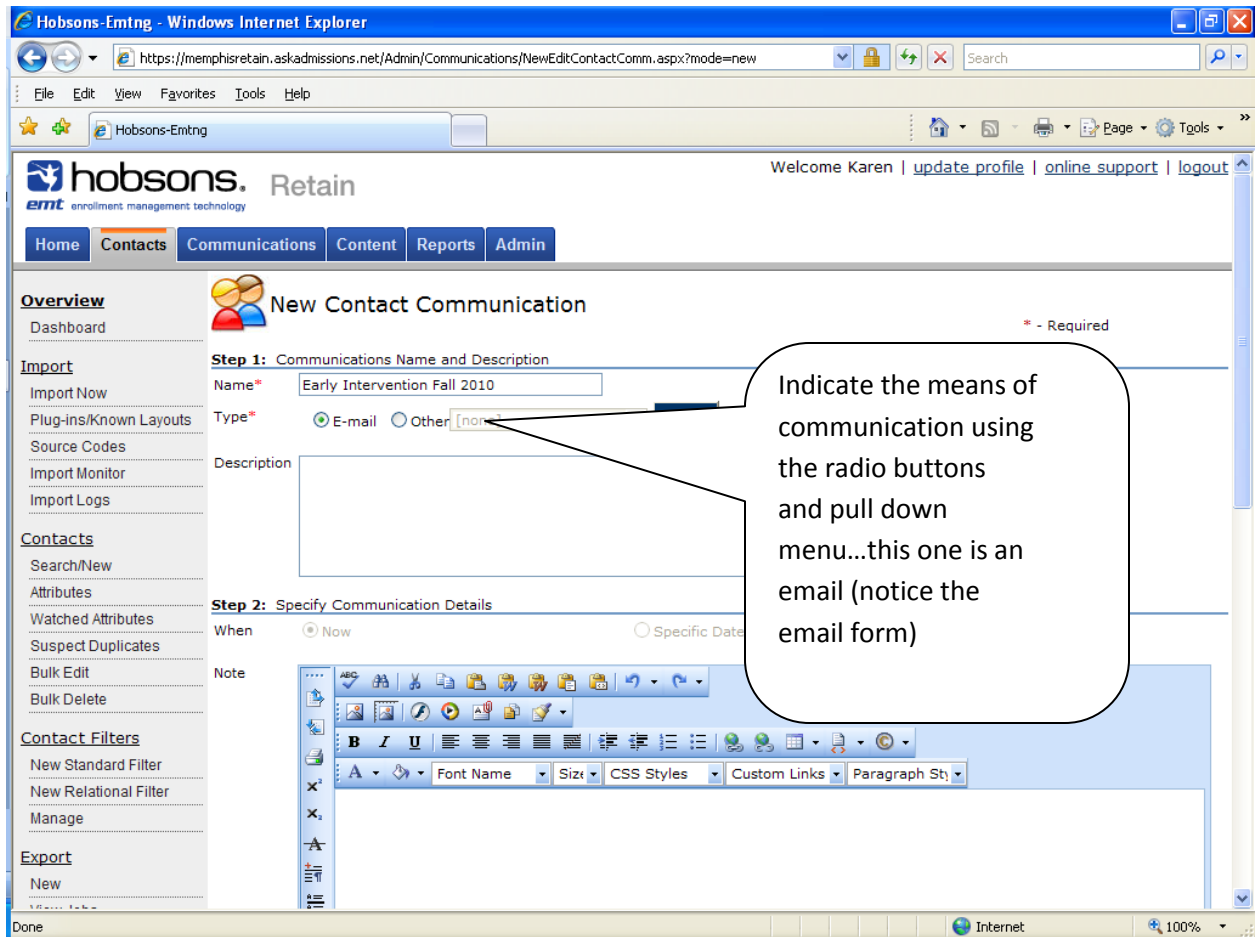 Hobsons-Emtng - Windows Internet Explorer
https://memphisretain.askadmissions.net/Admin/Communications/NewEditContactComm.aspx?mode=new
Search
File Edit View Favorites Tools Help
Hobsons-Emtng
Page Tools
hobsons. Retain
emt enrollment management technology
Welcome Karen | update profile | online support | logout
Home Contacts Communications Content Reports Admin
Overview
Dashboard
Import
Import Now
Plug-ins/Known Layouts
Source Codes
Import Monitor
Import Logs
Contacts
Search/New
Attributes
Watched Attributes
Suspect Duplicates
Bulk Edit
Bulk Delete
Contact Filters
New Standard Filter
New Relational Filter
Manage
Export
New
New Contact Communication
* - Required
Step 1: Communications Name and Description
Name* Early Intervention Fall 2010
Type* E-mail Other [none]
Description
Step 2: Specify Communication Details
When Now Specific Date
Note
ABC
B I U
A Font Name Size CSS Styles Custom Links Paragraph Sty
Indicate the means of
communication using
the radio buttons
and pull down
menu…this one is an
email (notice the
email form)
Done
Internet
100%